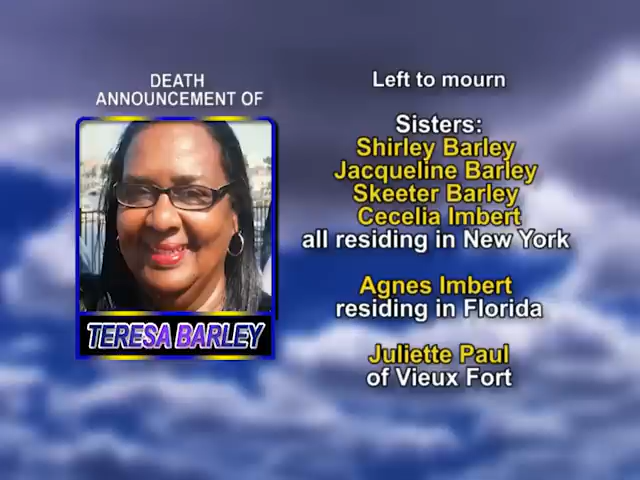 DEATH
ANNOUNCEMENT OF
TERESA BARLEY
Left to mourn
Sisters:
Shirley Barley
Jacqueline Barley
Skeeter Barley
Cecelia Imbert
all residing in New York
Agnes Imbert
residing in Florida
Juliette Paul
of Vieux Fort